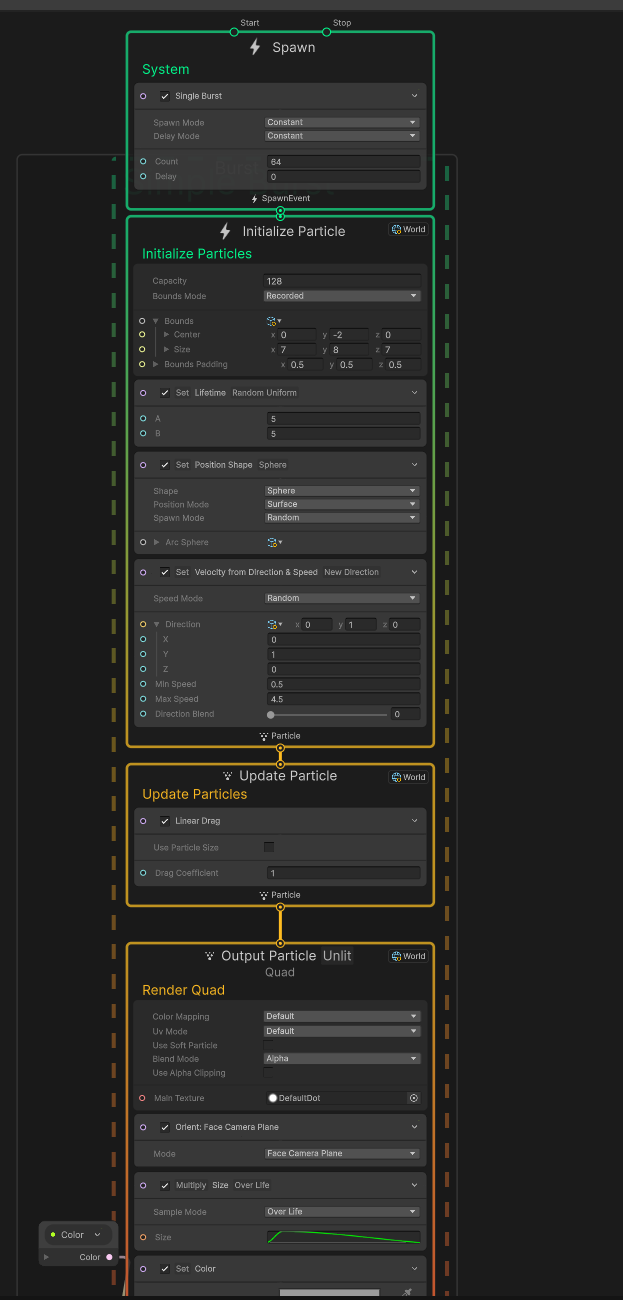 Start Stop
Spawn
System
Single Burst
Spawn Mode Constant
Delay Mode Constant
Count 64
Delay 0
SpawnEvent
Initialize Particle World
Initialize Particles
Capacity 128
Bounds Mode Recorded
Bounds
Center x 0 y -2 z 0
Size x 7 y 8 z 7
Bounds Padding x 0.5 y 0.5 z 0.5
Set Lifetime Random Uniform
A 5
B 5
Set Position Shape Sphere
Shape Sphere
Position Mode Surface
Spawn Mode Random
Arc Sphere
Set Velocity from Direction & Speed New Direction
Speed Mode Random
Direction x 0 y 1 z 0
X 0
Y 1
Z 0
Min Speed 0.5
Max Speed 4.5
Direction Blend 0
Particle
Update Particle World
Update Particles
Linear Drag
Use Particle Size
Drag Coefficient 1
Particle
Output Particle Unlit World
Quad
Render Quad
Color Mapping Default
Uv Mode Default
Use Soft Particle
Blend Mode Alpha
Use Alpha Clipping
Main Texture DefaultDot
Orient: Face Camera Plane
Mode Face Camera Plane
Multiply Size Over Life
Sample Mode Over Life
Size
Color
Color
Set Color